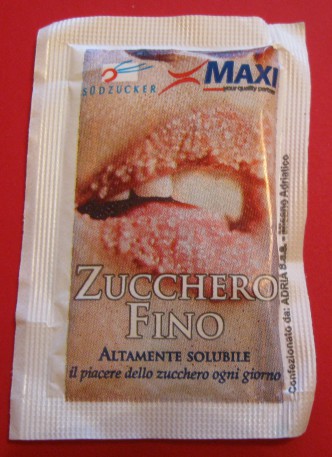 SÜDZUCKER
MAXI
your quality partner
ZUCCHERO
FINO
ALTAMENTE SOLUBILE
il piacere dello zucchero ogni giorno
Confezionato da: ADRIA S.p.A. - Adriatico